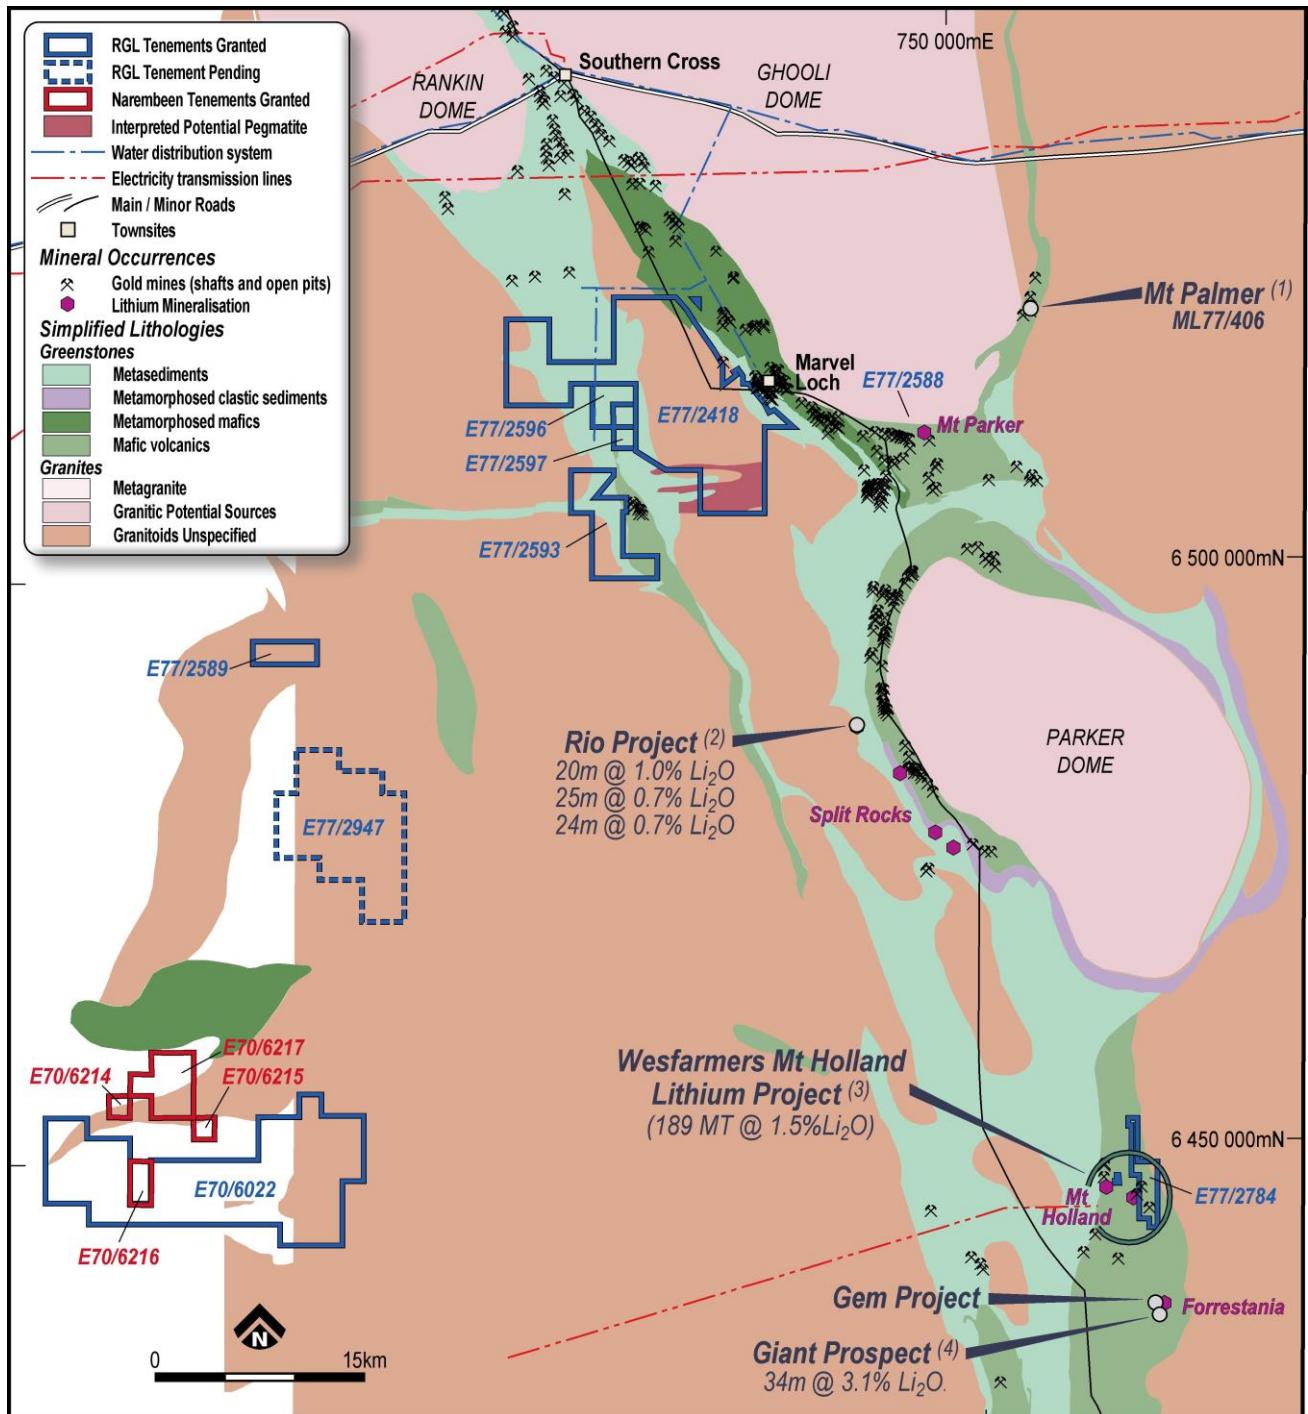 RGL Tenements Granted
RGL Tenement Pending
Narembeen Tenements Granted
Interpreted Potential Pegmatite
Water distribution system
Electricity transmission lines
Main / Minor Roads
Townsites
Mineral Occurrences
Gold mines (shafts and open pits)
Lithium Mineralisation
Simplified Lithologies
Greenstones
Metasediments
Metamorphosed clastic sediments
Metamorphosed mafics
Mafic volcanics
Granites
Metagranite
Granitic Potential Sources
Granitoids Unspecified
750 000mE
Southern Cross
RANKIN
DOME
GHOOLI
DOME
Mt Palmer (1)
ML77/406
Marvel
Loch
E77/2588
Mt Parker
E77/2418
E77/2596
E77/2597
E77/2593
6 500 000mN
E77/2589
Rio Project (2)
20m @ 1.0% Li₂O
25m @ 0.7% Li₂O
24m @ 0.7% Li₂O
PARKER
DOME
Split Rocks
E77/2947
E70/6217
E70/6214
E70/6215
E70/6022
E70/6216
Wesfarmers Mt Holland
Lithium Project (3)
(189 MT @ 1.5%Li₂O)
6 450 000mN
Mt
Holland
E77/2784
Gem Project
Forrestania
Giant Prospect (4)
34m @ 3.1% Li₂O.
N
0
15km